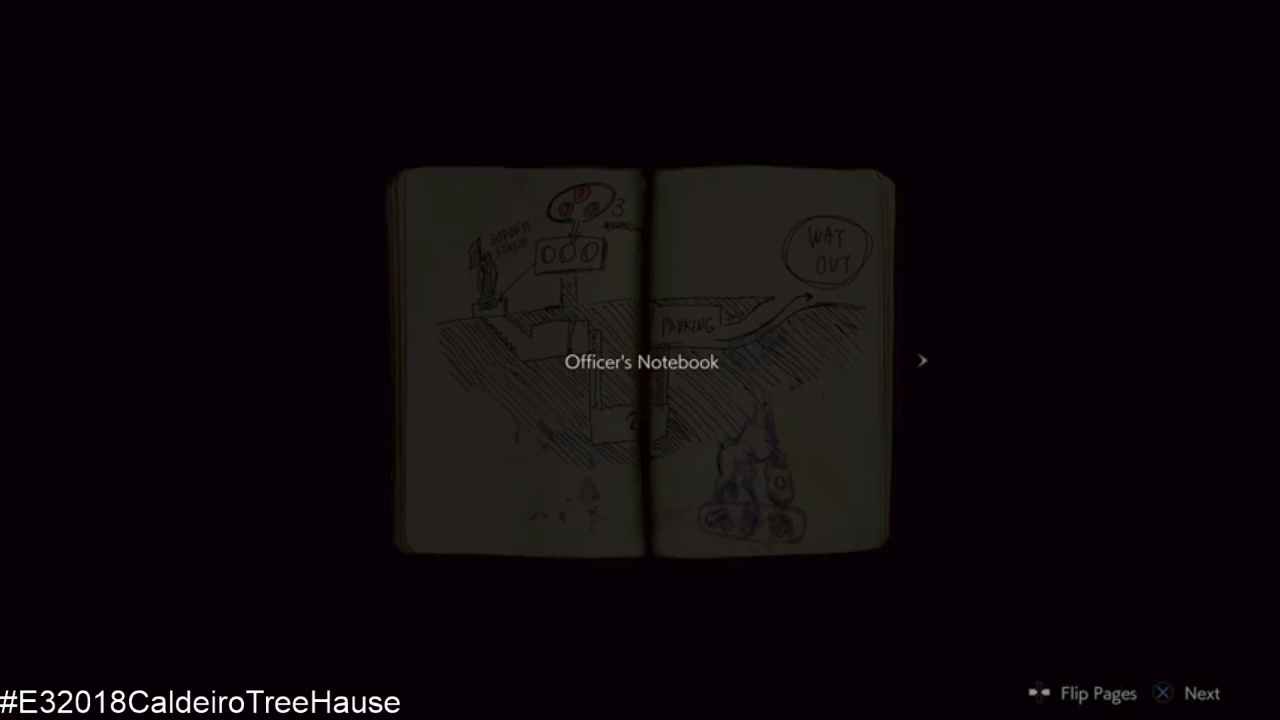 3
GODDESS
STATUE
WAY
OUT
PARKING
Officer's Notebook
Flip Pages
Next
#E32018CaldeiroTreeHause